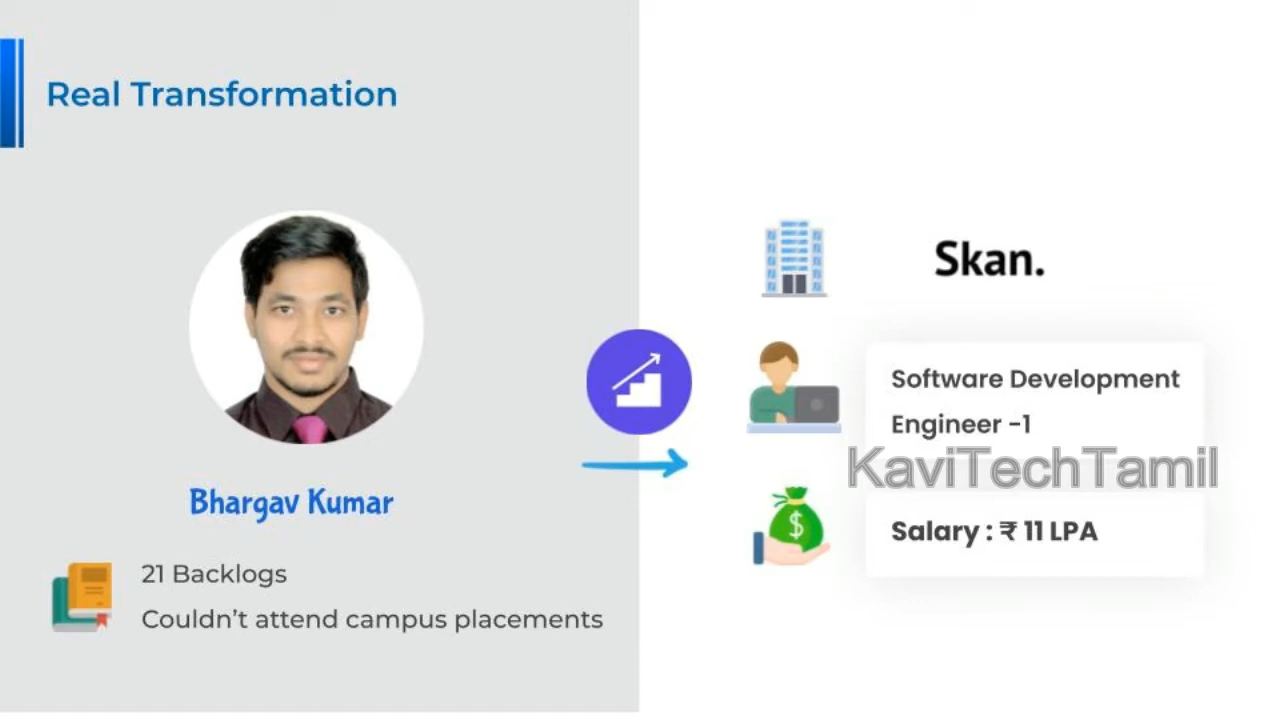 Real Transformation
Bhargav Kumar
21 Backlogs
Couldn’t attend campus placements
Skan.
Software Development
Engineer -1
KaviTechTamil
Salary : ₹ 11 LPA